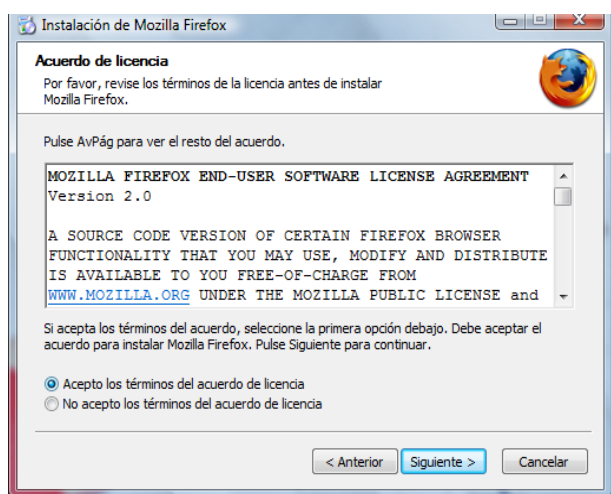 Instalación de Mozilla Firefox
Acuerdo de licencia
Por favor, revise los términos de la licencia antes de instalar
Mozilla Firefox.
Pulse AvPág para ver el resto del acuerdo.
MOZILLA FIREFOX END-USER SOFTWARE LICENSE AGREEMENT
Version 2.0
A SOURCE CODE VERSION OF CERTAIN FIREFOX BROWSER
FUNCTIONALITY THAT YOU MAY USE, MODIFY AND DISTRIBUTE
IS AVAILABLE TO YOU FREE-OF-CHARGE FROM
WWW.MOZILLA.ORG UNDER THE MOZILLA PUBLIC LICENSE and
Si acepta los términos del acuerdo, seleccione la primera opción debajo. Debe aceptar el
acuerdo para instalar Mozilla Firefox. Pulse Siguiente para continuar.
Acepto los términos del acuerdo de licencia
No acepto los términos del acuerdo de licencia
< Anterior Siguiente > Cancelar